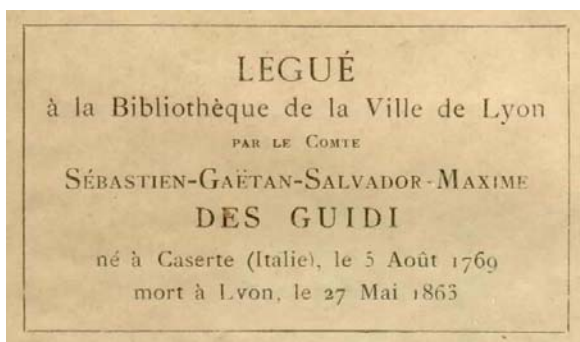 LEGUÉ
à la Bibliothèque de la Ville de Lyon
PAR LE COMTE
SÉBASTIEN-GAËTAN-SALVADOR-MAXIME
DES GUIDI
né à Caserte (Italie), le 5 Août 1769
mort à Lyon, le 27 Mai 1863